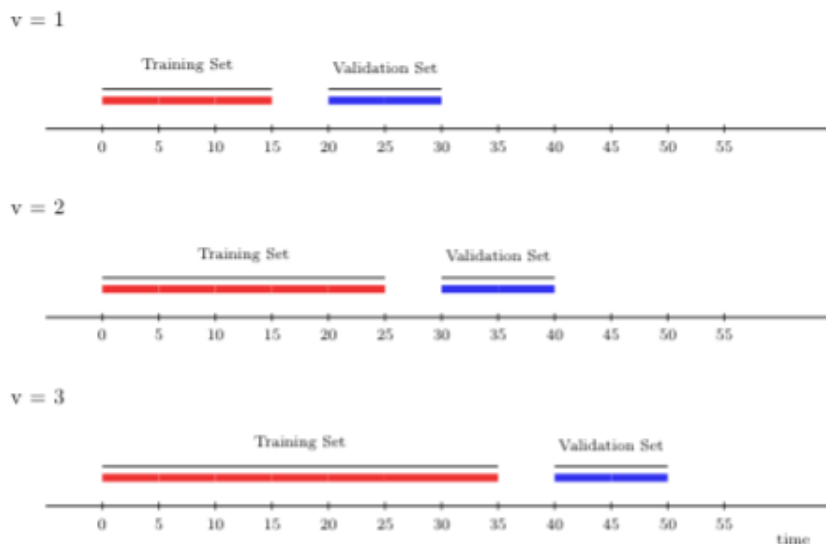 v = 1
Training Set
Validation Set
0 5 10 15 20 25 30 35 40 45 50 55
v = 2
Training Set
Validation Set
0 5 10 15 20 25 30 35 40 45 50 55
v = 3
Training Set
Validation Set
0 5 10 15 20 25 30 35 40 45 50 55
time